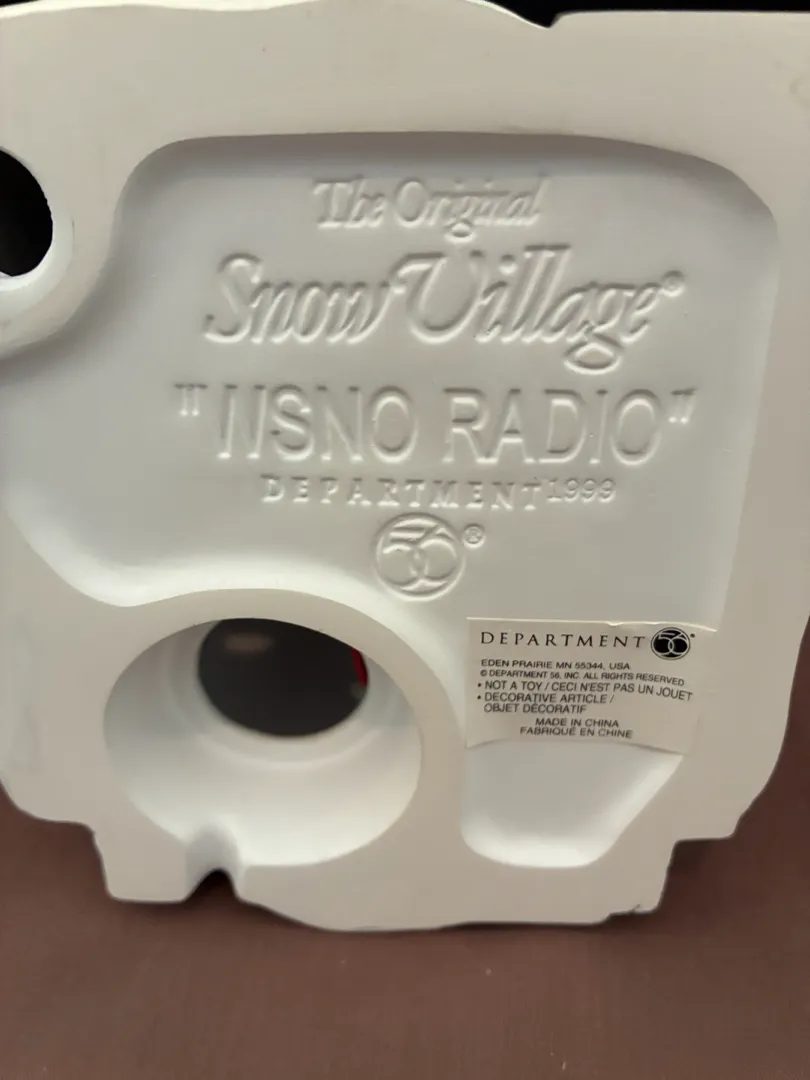 The Original
Snow Village®
"WSNO RADIO"
DEPARTMENT 1999
56®
DEPARTMENT 56®
EDEN PRAIRIE MN 55344, USA
© DEPARTMENT 56, INC. ALL RIGHTS RESERVED
• NOT A TOY / CECI N'EST PAS UN JOUET
• DECORATIVE ARTICLE /
OBJET DÉCORATIF
MADE IN CHINA
FABRIQUÉ EN CHINE